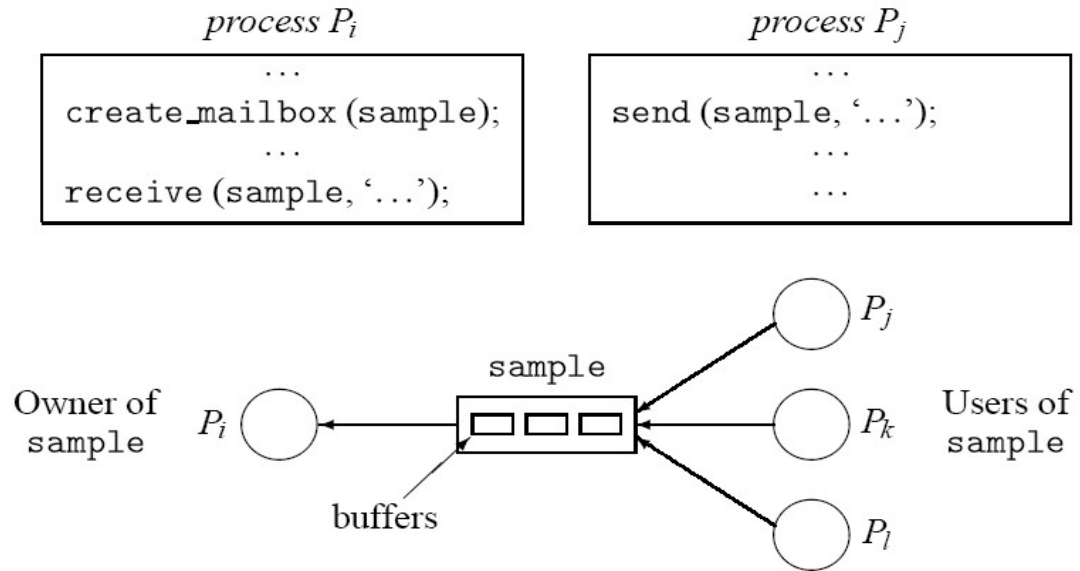 process Pi
...
create_mailbox (sample);
...
receive (sample, ‘...’);
process Pj
...
send (sample, ‘...’);
...
...
Owner of
sample
Pi
sample
buffers
Pj
Pk
Pl
Users of
sample